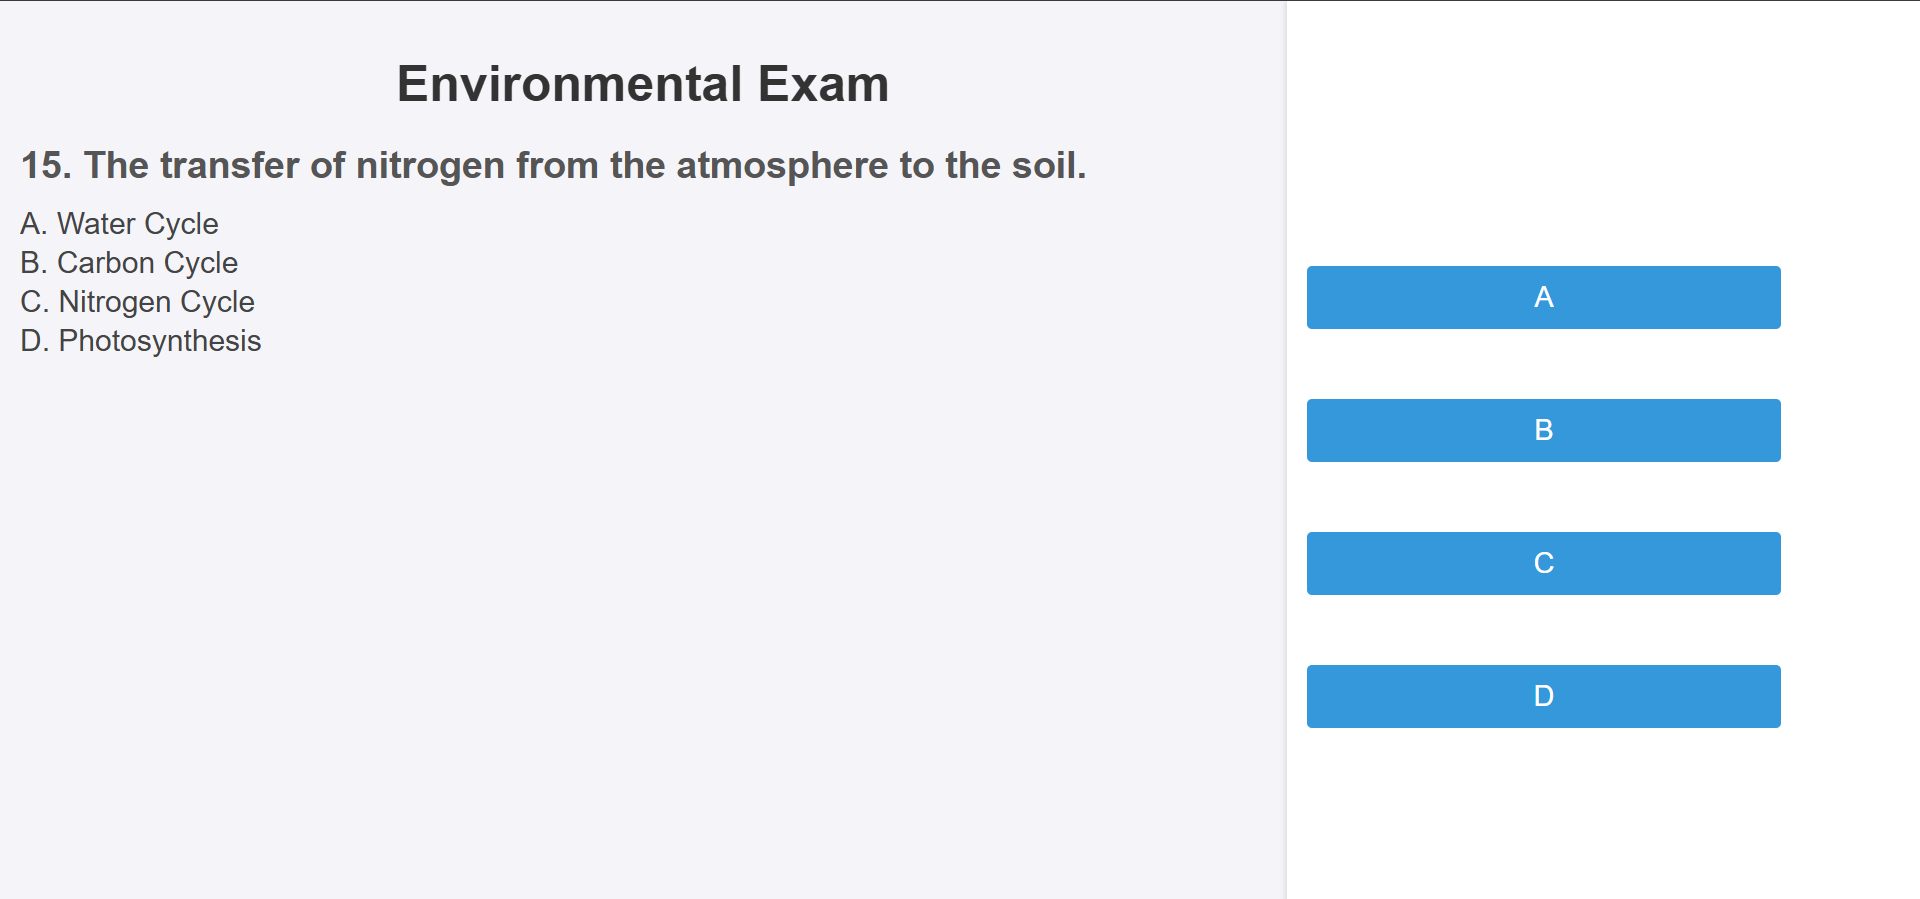 Environmental Exam
15. The transfer of nitrogen from the atmosphere to the soil.
A. Water Cycle
B. Carbon Cycle
C. Nitrogen Cycle
D. Photosynthesis
A
B
C
D